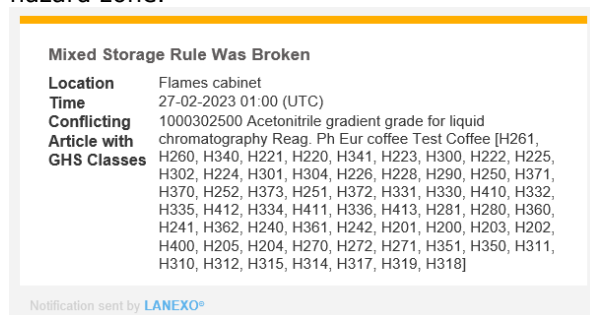 hazard zone.
Mixed Storage Rule Was Broken
Location Flames cabinet
Time 27-02-2023 01:00 (UTC)
Conflicting 1000302500 Acetonitrile gradient grade for liquid
Article with chromatography Reag. Ph Eur coffee Test Coffee [H261,
GHS Classes H260, H340, H221, H220, H341, H223, H300, H222, H225,
H302, H224, H301, H304, H226, H228, H290, H250, H371,
H370, H252, H373, H251, H372, H331, H330, H410, H332,
H335, H412, H334, H411, H336, H413, H281, H280, H360,
H241, H362, H240, H361, H242, H201, H200, H203, H202,
H400, H205, H204, H270, H272, H271, H351, H350, H311,
H310, H312, H315, H314, H317, H319, H318]
Notification sent by LANEXO®